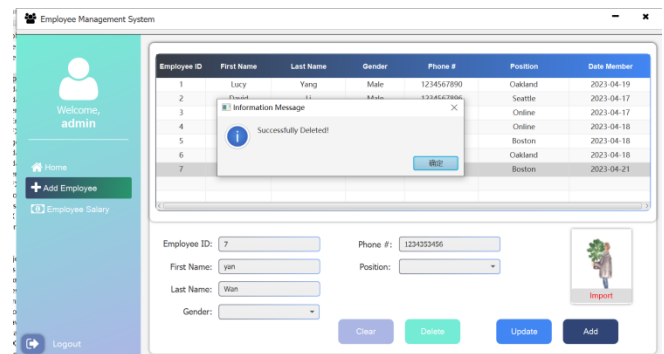 Employee Management System
Welcome,
admin
Home
Add Employee
Employee Salary
Logout
Employee ID First Name Last Name Gender Phone # Position Date Member
1 Lucy Yang Male 1234567890 Oakland 2023-04-19
2 David Li Male 1234567896 Seattle 2023-04-17
3 Online 2023-04-17
4 Online 2023-04-18
5 Boston 2023-04-18
6 Oakland 2023-04-18
7 Boston 2023-04-21
Information Message
Successfully Deleted!
确定
Employee ID: 7 Phone #: 1234353456
First Name: yan Position:
Last Name: Wan
Gender:
Import
Clear Delete Update Add